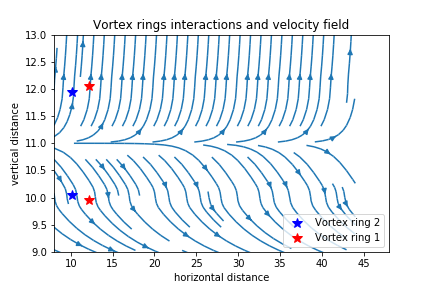 Vortex rings interactions and velocity field
vertical distance
13.0
12.5
12.0
11.5
11.0
10.5
10.0
9.5
9.0
Vortex ring 2
Vortex ring 1
10 15 20 25 30 35 40 45
horizontal distance